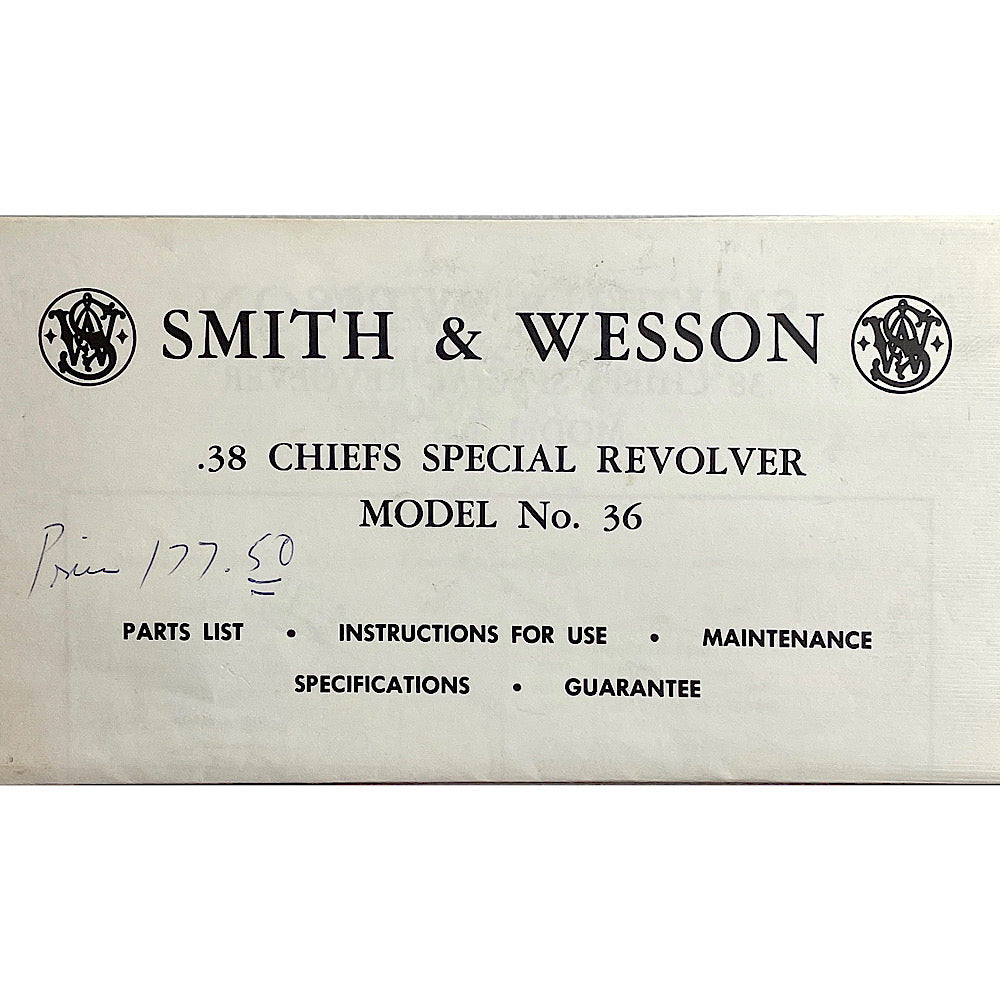 SMITH & WESSON
.38 CHIEFS SPECIAL REVOLVER
MODEL No. 36
Price 177.50
PARTS LIST • INSTRUCTIONS FOR USE • MAINTENANCE
SPECIFICATIONS • GUARANTEE